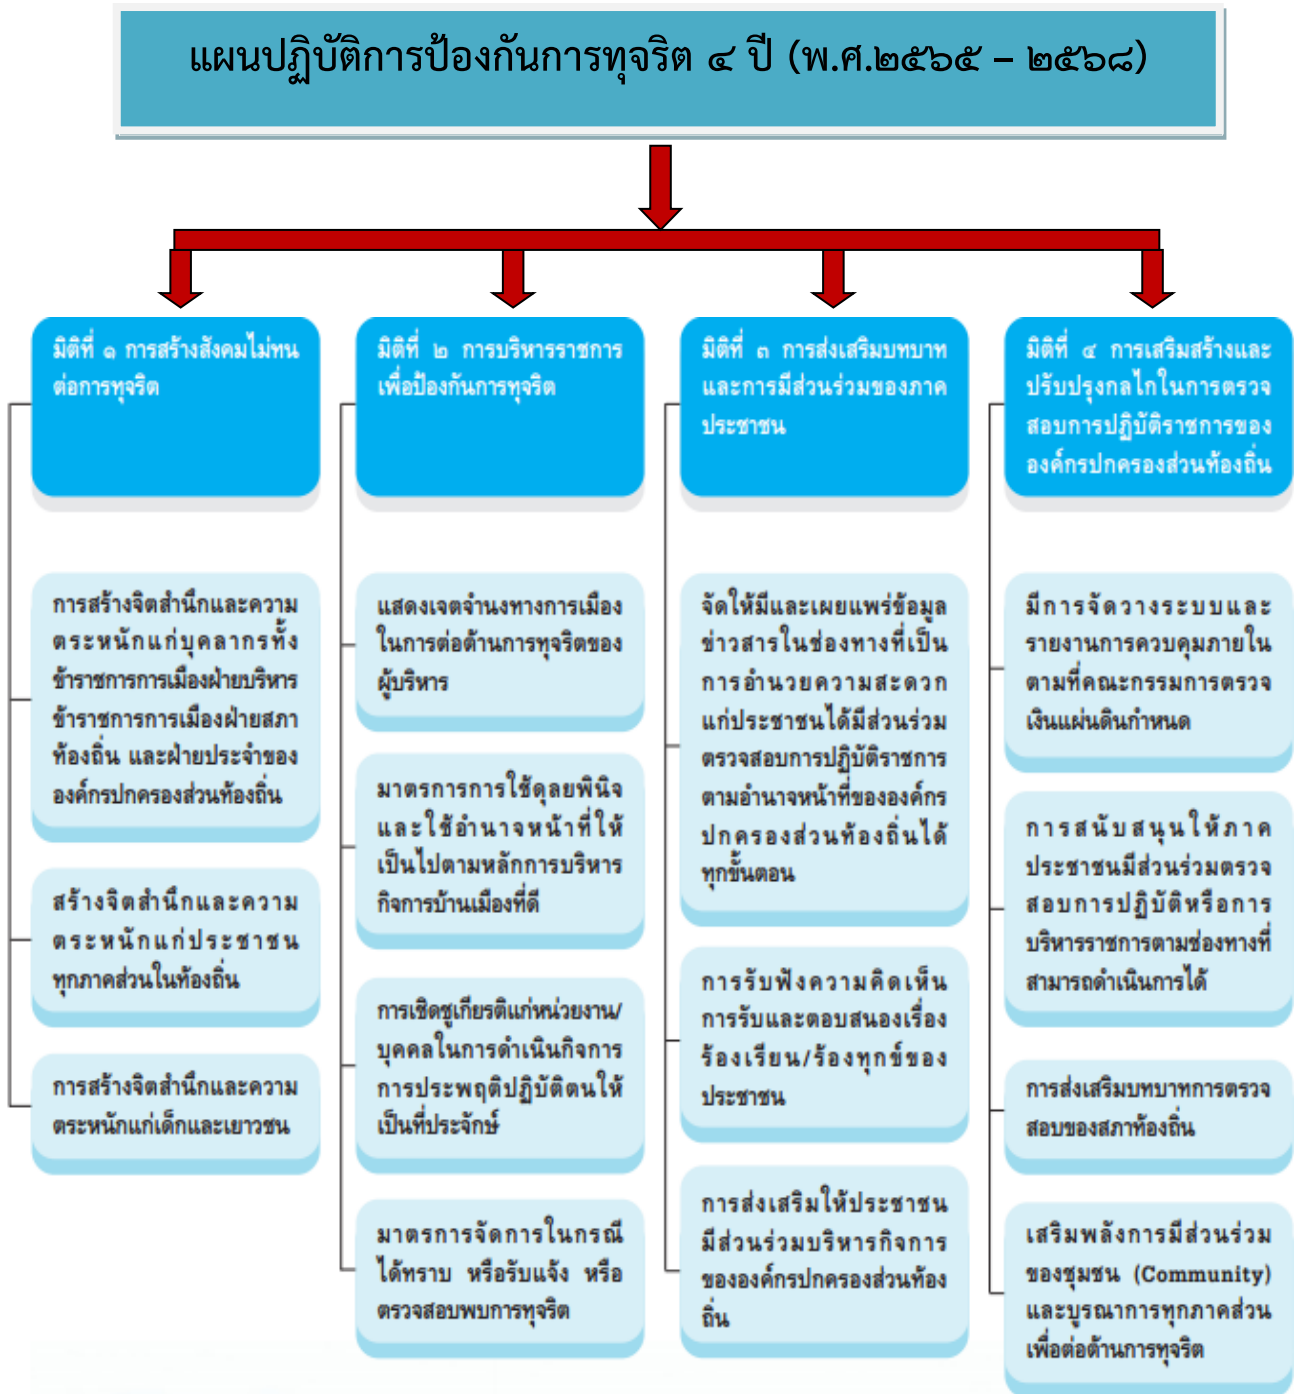 แผนปฏิบัติการป้องกันการทุจริต ๔ ปี (พ.ศ.๒๕๖๕ – ๒๕๖๘)
มิติที่ ๑ การสร้างสังคมไม่ทน
ต่อการทุจริต
การสร้างจิตสำนึกและความ
ตระหนักแก่บุคลากรทั้ง
ข้าราชการการเมืองฝ่ายบริหาร
ข้าราชการการเมืองฝ่ายสภา
ท้องถิ่น และฝ่ายประจำของ
องค์กรปกครองส่วนท้องถิ่น
สร้างจิตสำนึกและความ
ตระหนักแก่ประชาชน
ทุกภาคส่วนในท้องถิ่น
การสร้างจิตสำนึกและความ
ตระหนักแก่เด็กและเยาวชน
มิติที่ ๒ การบริหารราชการ
เพื่อป้องกันการทุจริต
แสดงเจตจำนงทางการเมือง
ในการต่อต้านการทุจริตของ
ผู้บริหาร
มาตรการการใช้ดุลยพินิจ
และใช้อำนาจหน้าที่ให้
เป็นไปตามหลักการบริหาร
กิจการบ้านเมืองที่ดี
การเชิดชูเกียรติแก่หน่วยงาน/
บุคคลในการดำเนินกิจการ
การประพฤติปฏิบัติตนให้
เป็นที่ประจักษ์
มาตรการจัดการในกรณี
ได้ทราบ หรือรับแจ้ง หรือ
ตรวจสอบพบการทุจริต
มิติที่ ๓ การส่งเสริมบทบาท
และการมีส่วนร่วมของภาค
ประชาชน
จัดให้มีและเผยแพร่ข้อมูล
ข่าวสารในช่องทางที่เป็น
การอำนวยความสะดวก
แก่ประชาชนได้มีส่วนร่วม
ตรวจสอบการปฏิบัติราชการ
ตามอำนาจหน้าที่ขององค์กร
ปกครองส่วนท้องถิ่นได้
ทุกขั้นตอน
การรับฟังความคิดเห็น
การรับและตอบสนองเรื่อง
ร้องเรียน/ร้องทุกข์ของ
ประชาชน
การส่งเสริมให้ประชาชน
มีส่วนร่วมบริหารกิจการ
ขององค์กรปกครองส่วนท้อง
ถิ่น
มิติที่ ๔ การเสริมสร้างและ
ปรับปรุงกลไกในการตรวจ
สอบการปฏิบัติราชการของ
องค์กรปกครองส่วนท้องถิ่น
มีการจัดวางระบบและ
รายงานการควบคุมภายใน
ตามที่คณะกรรมการตรวจ
เงินแผ่นดินกำหนด
การสนับสนุนให้ภาค
ประชาชนมีส่วนร่วมตรวจ
สอบการปฏิบัติหรือการ
บริหารราชการตามช่องทางที่
สามารถดำเนินการได้
การส่งเสริมบทบาทการตรวจ
สอบของสภาท้องถิ่น
เสริมพลังการมีส่วนร่วม
ของชุมชน (Community)
และบูรณาการทุกภาคส่วน
เพื่อต่อต้านการทุจริต